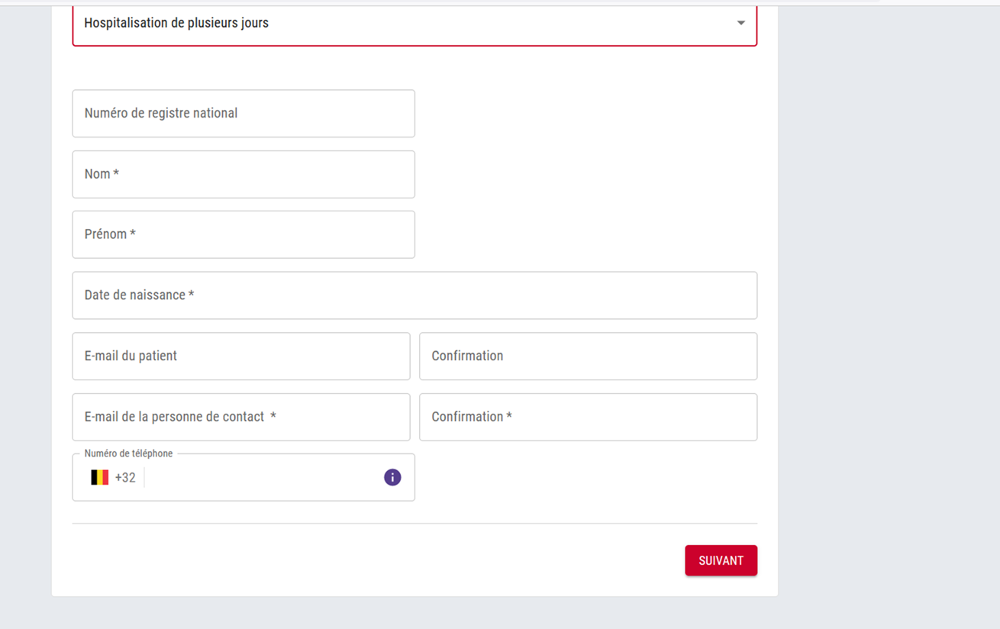 Hospitalisation de plusieurs jours
Numéro de registre national
Nom *
Prénom *
Date de naissance *
E-mail du patient
Confirmation
E-mail de la personne de contact *
Confirmation *
Numéro de téléphone
+32
i
SUIVANT